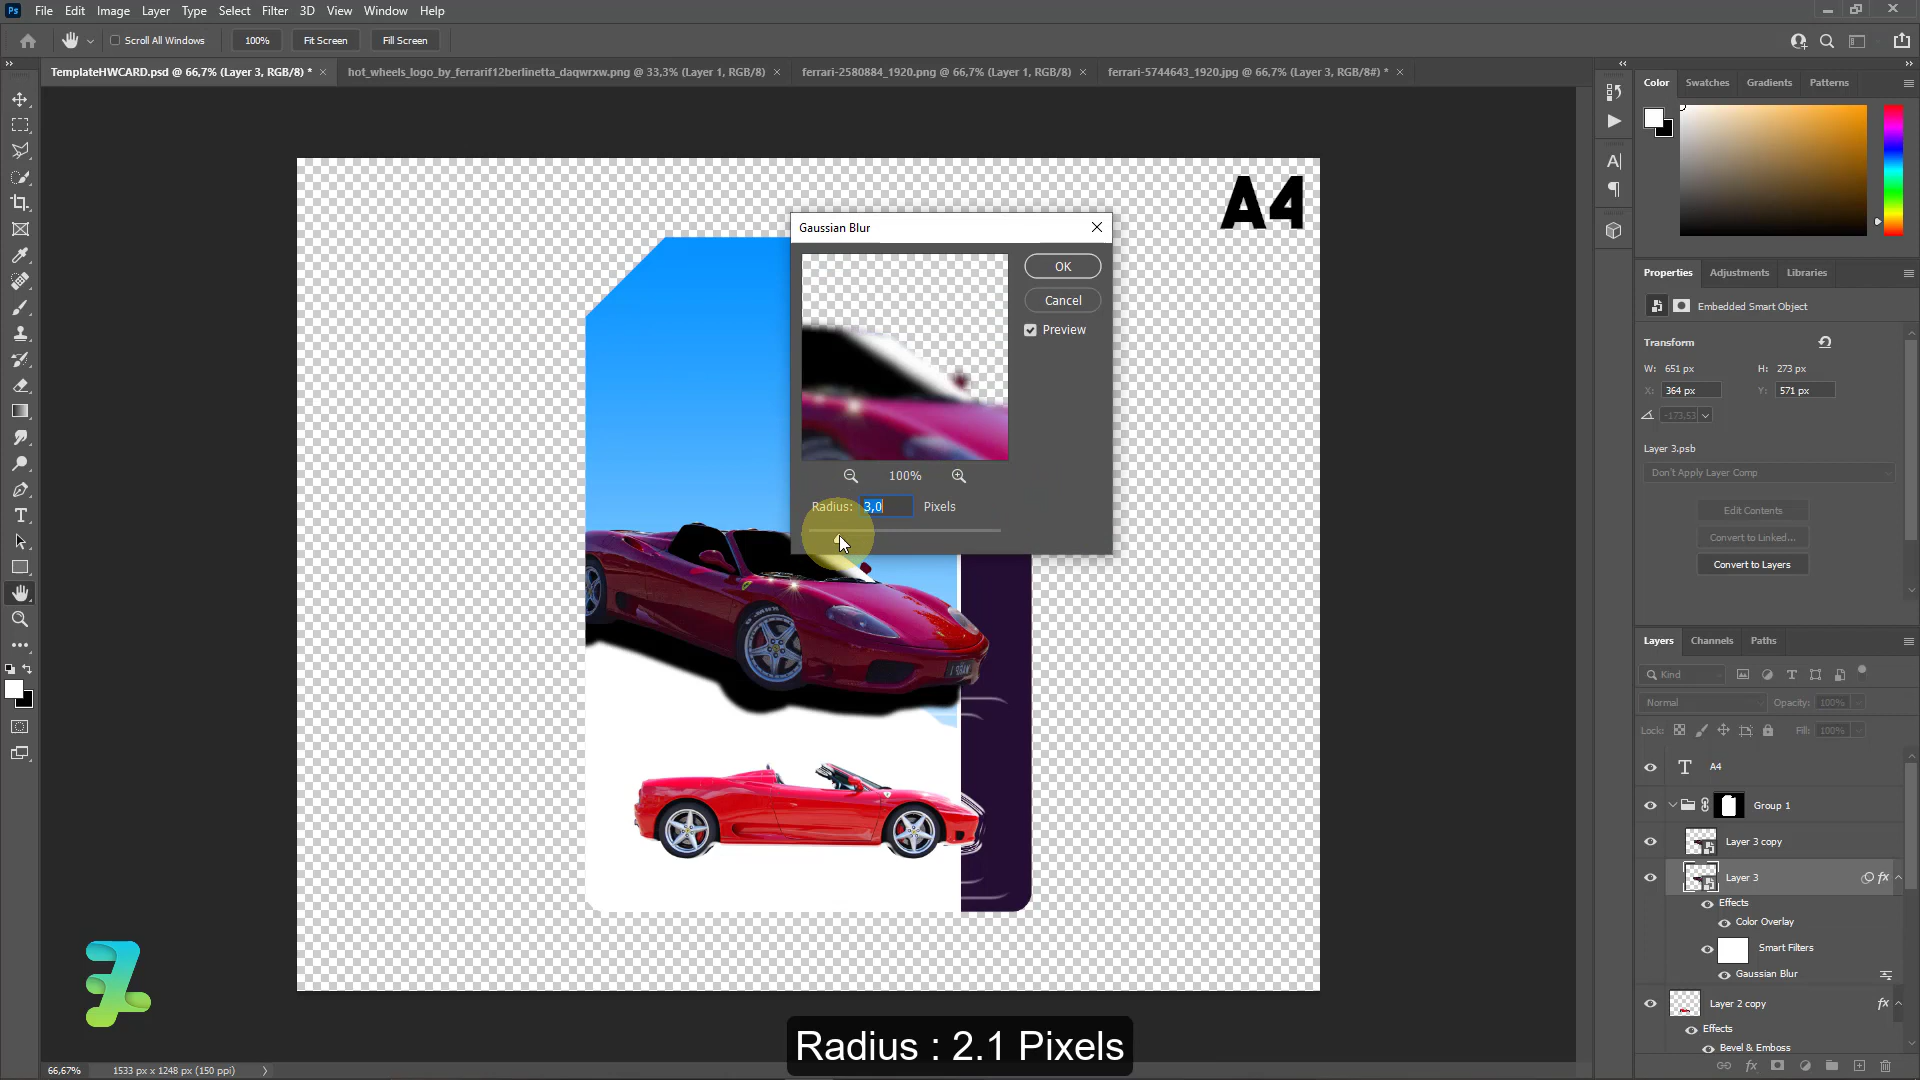 Ps File Edit Image Layer Type Select Filter 3D View Window Help
Scroll All Windows 100% Fit Screen Fill Screen
TemplateHWCARD.psd @ 66,7% (Layer 3, RGB/8) * × hot_wheels_logo_by_ferrarif12berlinetta_daqwrxw.png @ 33,3% (Layer 1, RGB/8) × ferrari-2580884_1920.png @ 66,7% (Layer 1, RGB/8) × ferrari-5744643_1920.jpg @ 66,7% (Layer 3, RGB/8#) * ×
Color Swatches Gradients Patterns
A4
Gaussian Blur
OK
Cancel
Preview
100%
Radius: 3,0 Pixels
Properties Adjustments Libraries
Embedded Smart Object
Transform
W: 651 px H: 273 px
X: 364 px Y: 571 px
-173,53
Layer 3.psb
Don't Apply Layer Comp
Edit Contents
Convert to Linked...
Convert to Layers
Layers Channels Paths
Kind
Normal Opacity: 100%
Lock: Fill: 100%
A4
Group 1
Layer 3 copy
Layer 3 fx
Effects
Color Overlay
Smart Filters
Gaussian Blur
Layer 2 copy fx
Effects
Bevel & Emboss
Radius : 2.1 Pixels
66,67% 1533 px x 1248 px (150 ppi)